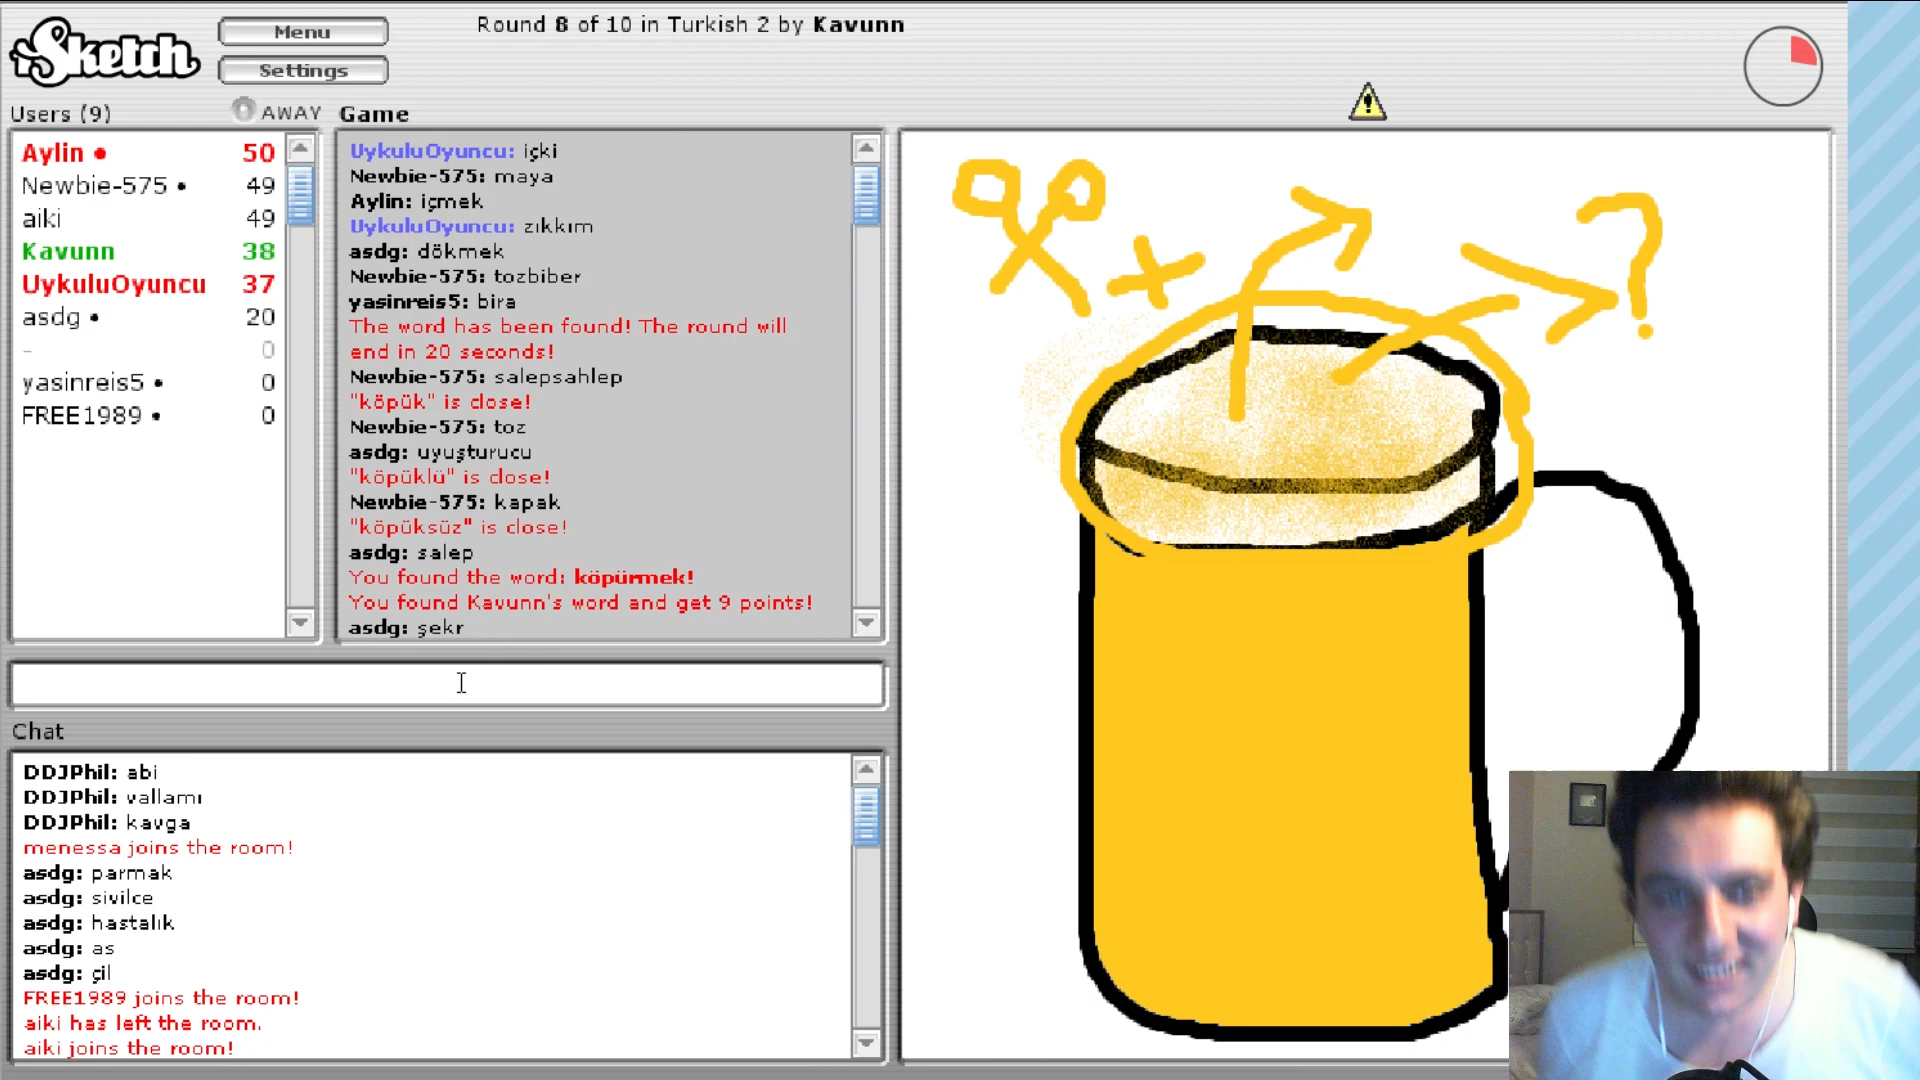 iSketch
Menu
Settings
Round 8 of 10 in Turkish 2 by Kavunn
Users (9)
AWAY
Aylin • 50
Newbie-575 • 49
aiki 49
Kavunn 38
UykuluOyuncu 37
asdg • 20
- 0
yasinreis5 • 0
FREE1989 • 0
Game
UykuluOyuncu: içki
Newbie-575: maya
Aylin: içmek
UykuluOyuncu: zıkkım
asdg: dökmek
Newbie-575: tozbiber
yasinreis5: bira
The word has been found! The round will
end in 20 seconds!
Newbie-575: salepsahlep
"köpük" is close!
Newbie-575: toz
asdg: uyuşturucu
"köpüklü" is close!
Newbie-575: kapak
"köpüksüz" is close!
asdg: salep
You found the word: köpürmek!
You found Kavunn's word and get 9 points!
asdg: şekr
Chat
DDJPhil: abi
DDJPhil: vallamı
DDJPhil: kavga
menessa joins the room!
asdg: parmak
asdg: sivilce
asdg: hastalık
asdg: as
asdg: çil
FREE1989 joins the room!
aiki has left the room.
aiki joins the room!
?